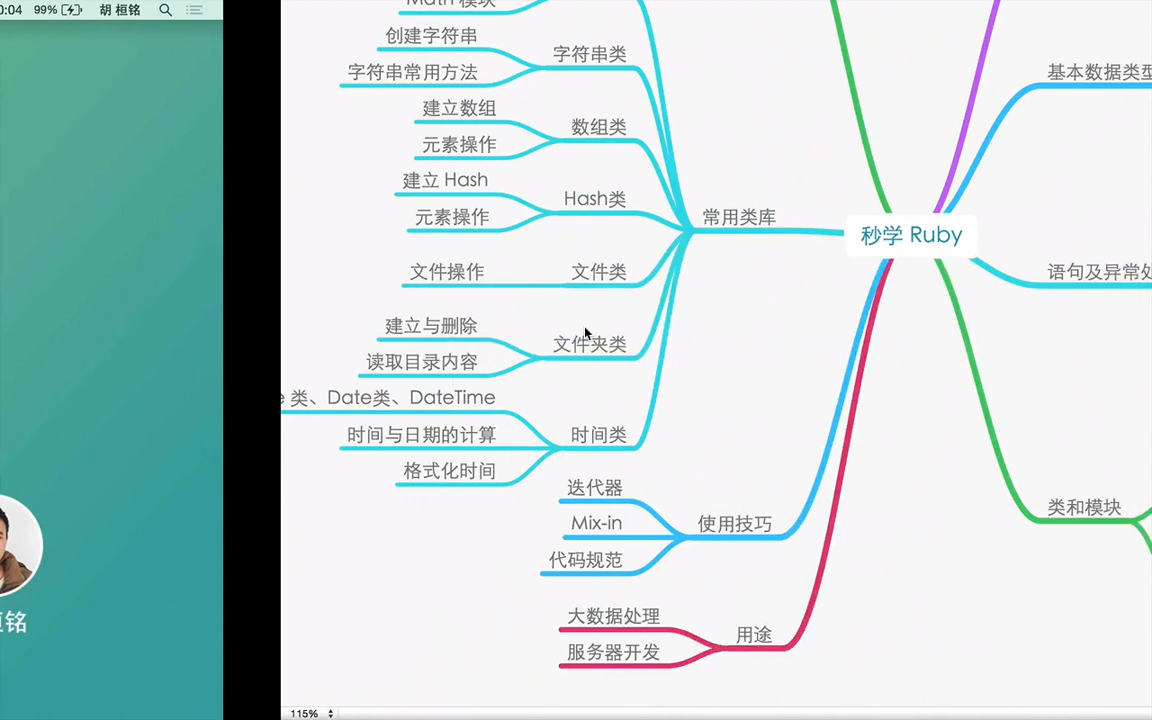 0:04 99% 胡 桓铭
桓铭
Math 模块
创建字符串
字符串类
字符串常用方法
建立数组
数组类
元素操作
建立 Hash
Hash类
元素操作
常用类库
文件操作
文件类
建立与删除
文件夹类
读取目录内容
类、Date类、DateTime
时间与日期的计算
时间类
格式化时间
迭代器
Mix-in
使用技巧
代码规范
大数据处理
用途
服务器开发
秒学 Ruby
基本数据类型
语句及异常处
类和模块
115%